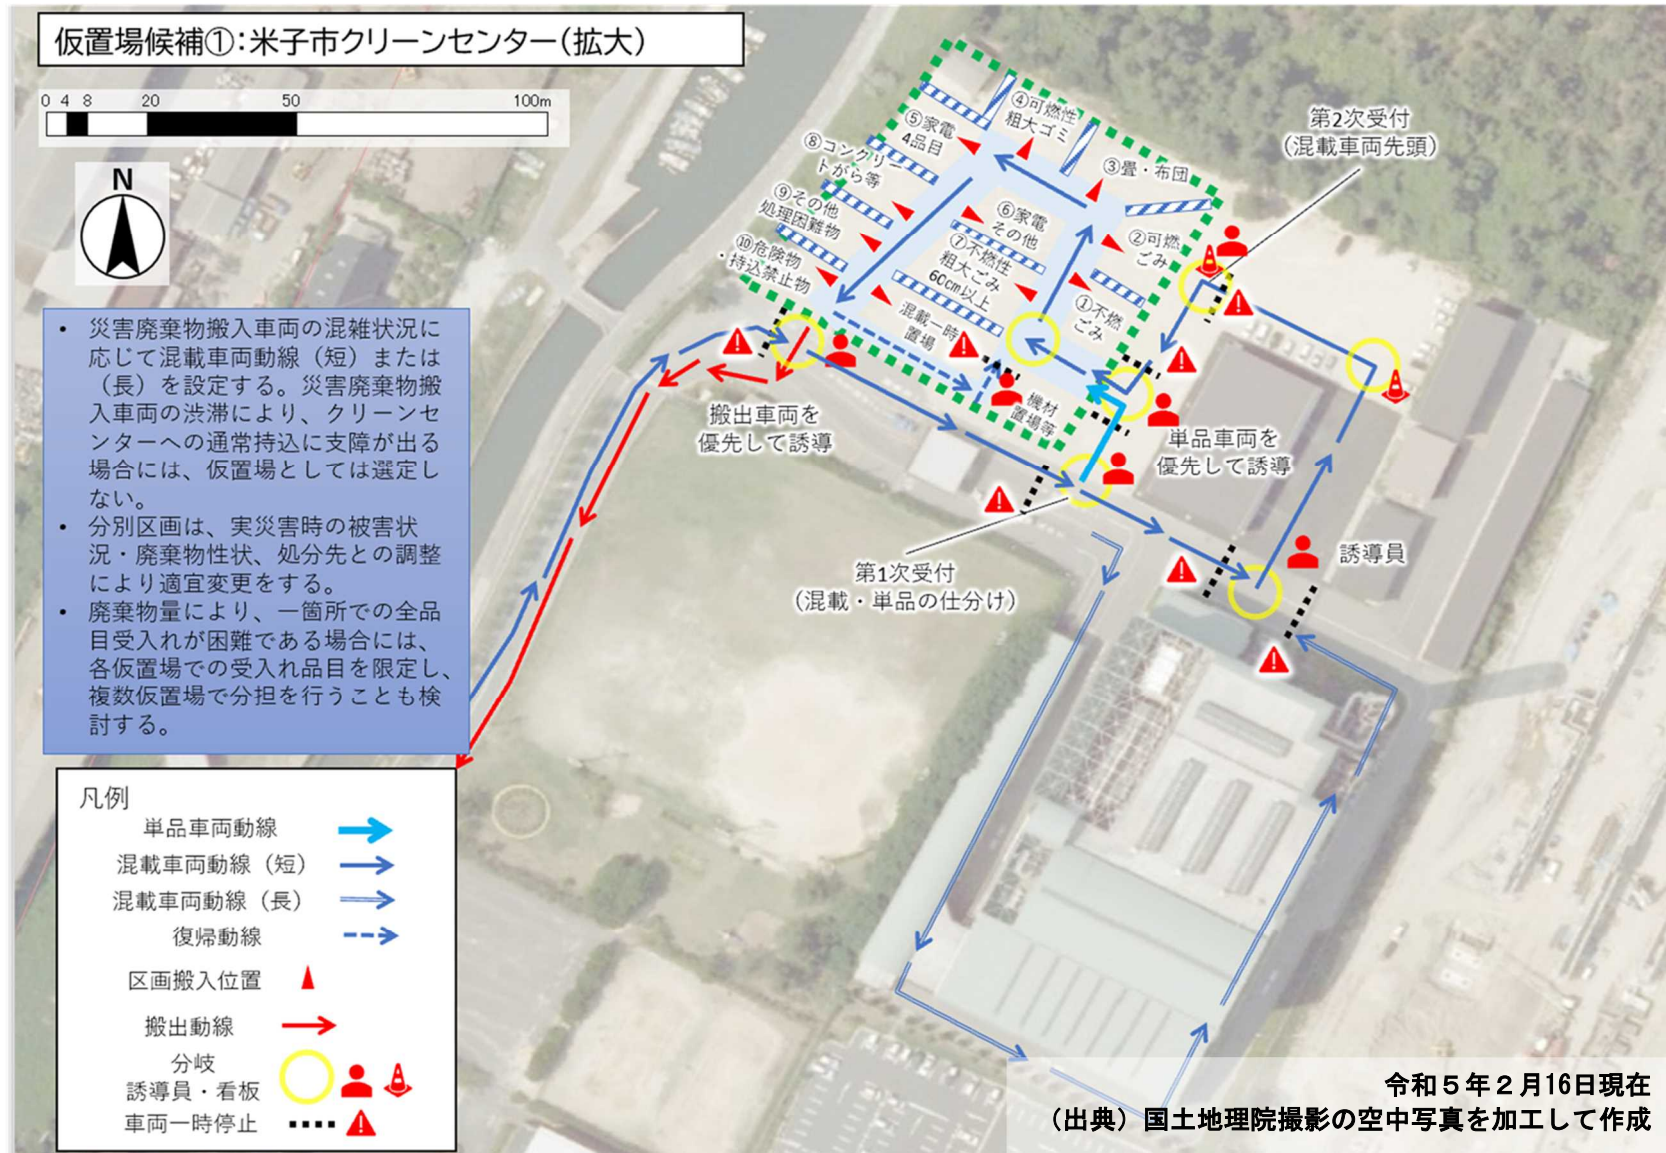 仮置場候補①:米子市クリーンセンター(拡大)
0 4 8 20 50 100m
N
• 災害廃棄物搬入車両の混雑状況に
応じて混載車両動線（短）または
（長）を設定する。災害廃棄物搬
入車両の渋滞により、クリーンセ
ンターへの通常持込に支障が出る
場合には、仮置場としては選定し
ない。
• 分別区画は、実災害時の被害状
況・廃棄物性状、処分先との調整
により適宜変更をする。
• 廃棄物量により、一箇所での全品
目受入れが困難である場合には、
各仮置場での受入れ品目を限定し、
複数仮置場で分担を行うことも検
討する。
④可燃性
粗大ゴミ
⑤家電
4品目
③畳・布団
⑧コンクリー
トがら等
⑨その他
処理困難物
⑩危険物
・持込禁止物
⑥家電
その他
⑦不燃性
粗大ごみ
60cm以上
②可燃
ごみ
①不燃
ごみ
混載一時
置場
機材
置場等
第2次受付
（混載車両先頭）
搬出車両を
優先して誘導
単品車両を
優先して誘導
第1次受付
（混載・単品の仕分け）
誘導員
凡例
単品車両動線
混載車両動線（短）
混載車両動線（長）
復帰動線
区画搬入位置
搬出動線
分岐
誘導員・看板
車両一時停止
令和５年２月16日現在
（出典）国土地理院撮影の空中写真を加工して作成